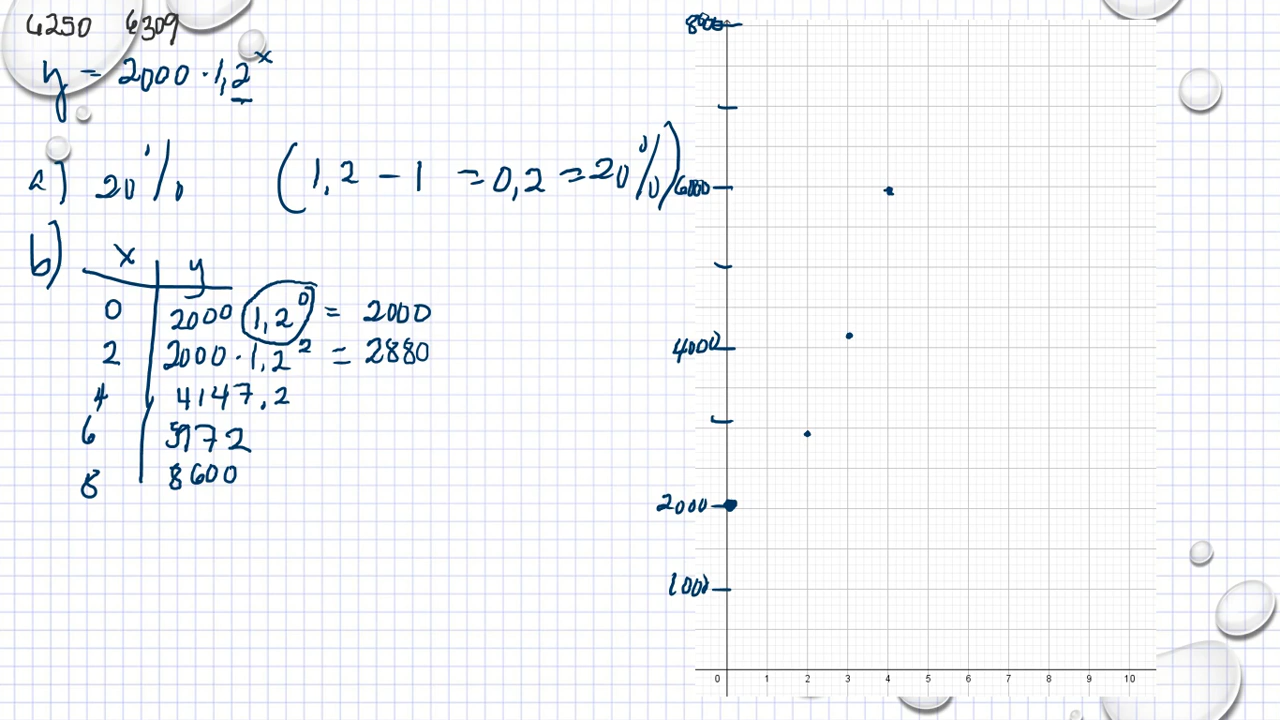 6250 6309
y = 2000 · 1,2^x
a) 20% (1,2 - 1 = 0,2 = 20%)
b) x | y
0 | 2000 1,2^0 = 2000
2 | 2000 · 1,2^2 = 2880
4 | 4147,2
6 | 5972
8 | 8600
8000
6000
4000
2000
1000
0 1 2 3 4 5 6 7 8 9 10